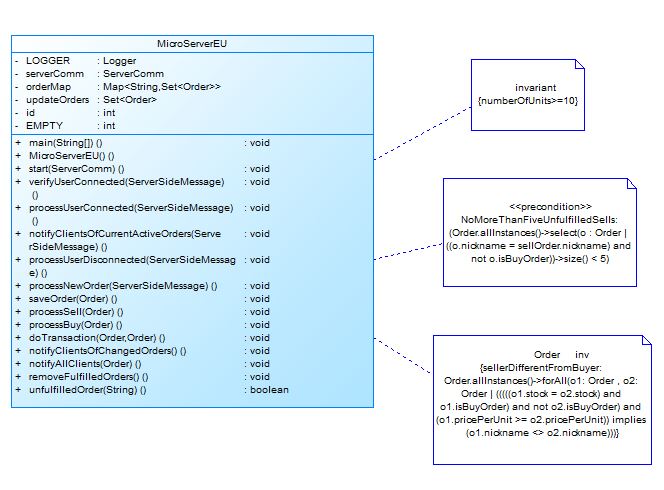 MicroServerEU
- LOGGER : Logger
- serverComm : ServerComm
- orderMap : Map<String,Set<Order>>
- updateOrders : Set<Order>
- id : int
- EMPTY : int
+ main(String[]) () : void
+ MicroServerEU() ()
+ start(ServerComm) () : void
+ verifyUserConnected(ServerSideMessage) : void
()
+ processUserConnected(ServerSideMessage) : void
()
+ notifyClientsOfCurrentActiveOrders(Serve : void
rSideMessage) ()
+ processUserDisconnected(ServerSideMessag : void
e) ()
+ processNewOrder(ServerSideMessage) () : void
+ saveOrder(Order) () : void
+ processSell(Order) () : void
+ processBuy(Order) () : void
+ doTransaction(Order,Order) () : void
+ notifyClientsOfChangedOrders() () : void
+ notifyAllClients(Order) () : void
+ removeFulfilledOrders() () : void
+ unfulfilledOrder(String) () : boolean
invariant
{numberOfUnits>=10}
<<precondition>>
NoMoreThanFiveUnfulfilledSells:
(Order.allInstances()->select(o : Order |
((o.nickname = sellOrder.nickname) and
not o.isBuyOrder))->size() < 5)
Order inv
{sellerDifferentFromBuyer:
Order.allInstances()->forAll(o1: Order , o2:
Order | (((((o1.stock = o2.stock) and
o1.isBuyOrder) and not o2.isBuyOrder) and
(o1.pricePerUnit >= o2.pricePerUnit)) implies
(o1.nickname <> o2.nickname)))}